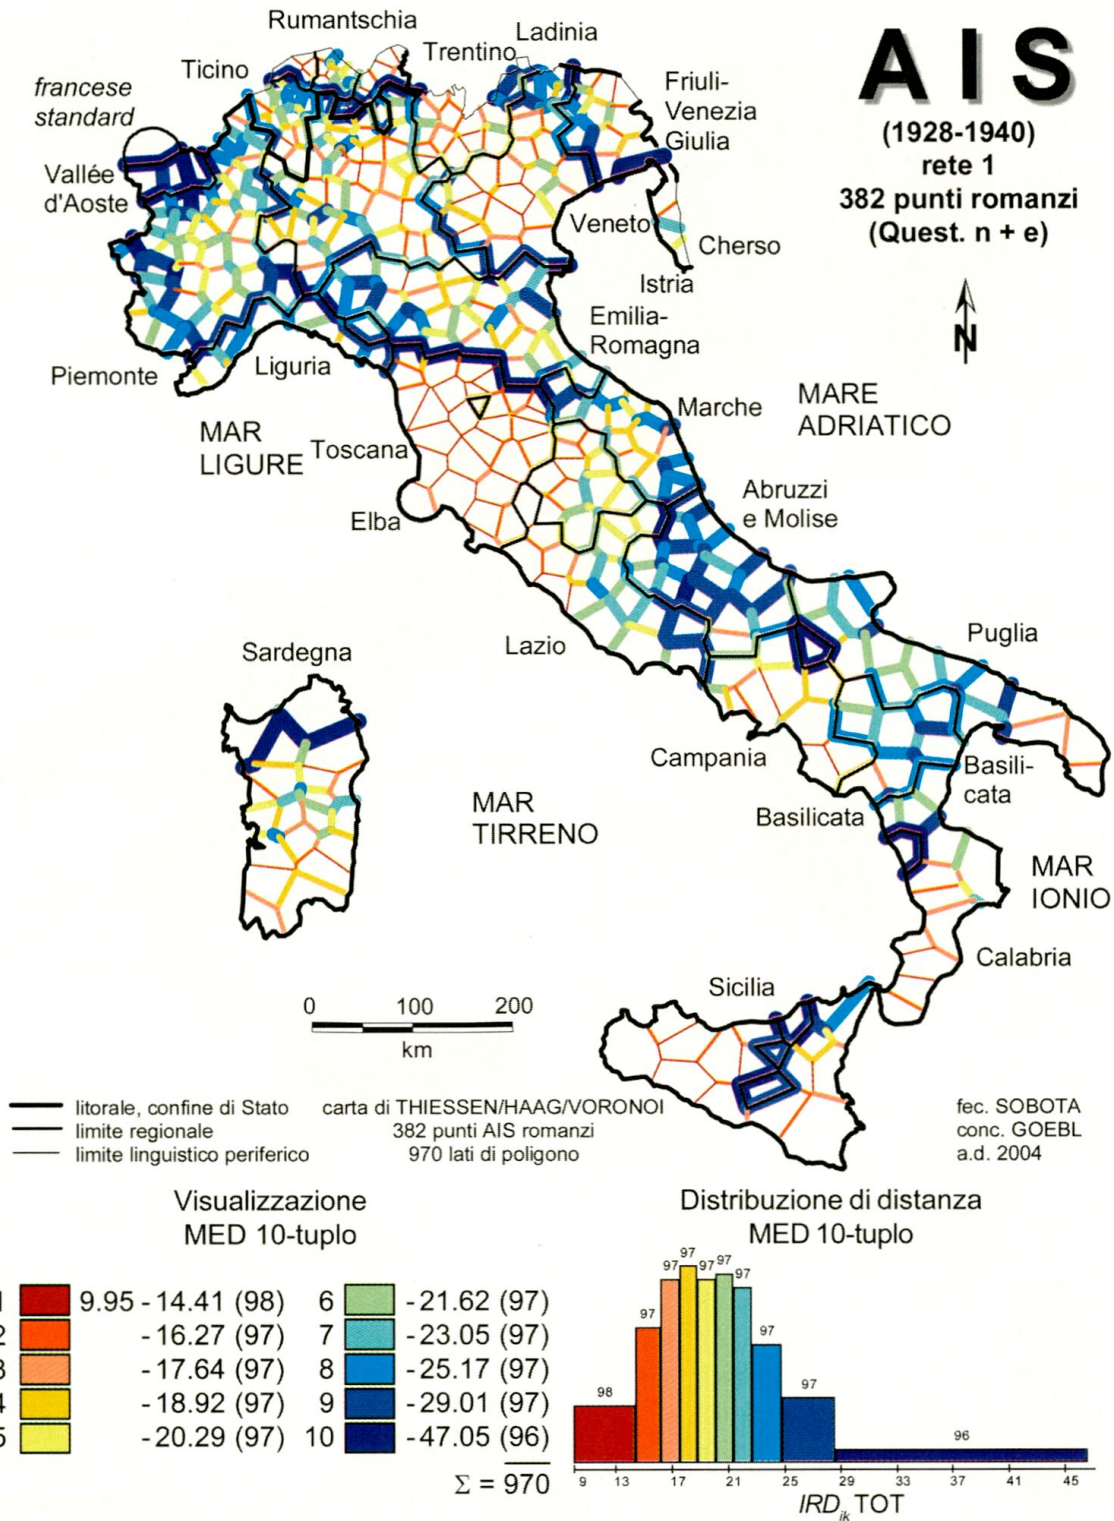 Rumantschia
Ladinia
Trentino
Ticino
francese
standard
Friuli-
Venezia
Giulia
Vallée
d'Aoste
Veneto
Cherso
Istria
Emilia-
Romagna
Piemonte
Liguria
Marche
MARE
ADRIATICO
MAR
LIGURE
Toscana
Elba
Abruzzi
e Molise
Lazio
Puglia
Sardegna
Campania
Basili-
cata
Basilicata
MAR
TIRRENO
MAR
IONIO
Calabria
Sicilia
A I S
(1928-1940)
rete 1
382 punti romanzi
(Quest. n + e)
N
0 100 200
km
litorale, confine di Stato
limite regionale
limite linguistico periferico
carta di THIESSEN/HAAG/VORONOI
382 punti AIS romanzi
970 lati di poligono
fec. SOBOTA
conc. GOEBL
a.d. 2004
Visualizzazione
MED 10-tuplo
1 9.95 - 14.41 (98)
2 - 16.27 (97)
3 - 17.64 (97)
4 - 18.92 (97)
5 - 20.29 (97)
6 - 21.62 (97)
7 - 23.05 (97)
8 - 25.17 (97)
9 - 29.01 (97)
10 - 47.05 (96)
Σ = 970
Distribuzione di distanza
MED 10-tuplo
98 97 97 97 97 97 97 97 97 96
9 13 17 21 25 29 33 37 41 45
IRD_jk TOT